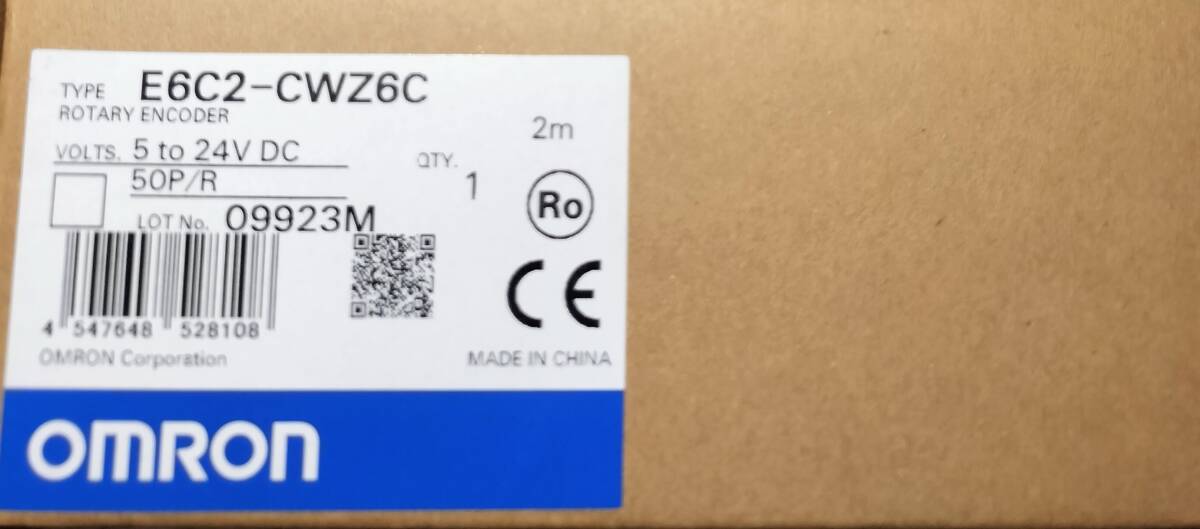 TYPE E6C2-CWZ6C
ROTARY ENCODER
2m
VOLTS. 5 to 24V DC
QTY. 1
50P/R
Ro
LOT No. 09923M
CE
4 547648 528108
OMRON Corporation
MADE IN CHINA
OMRON